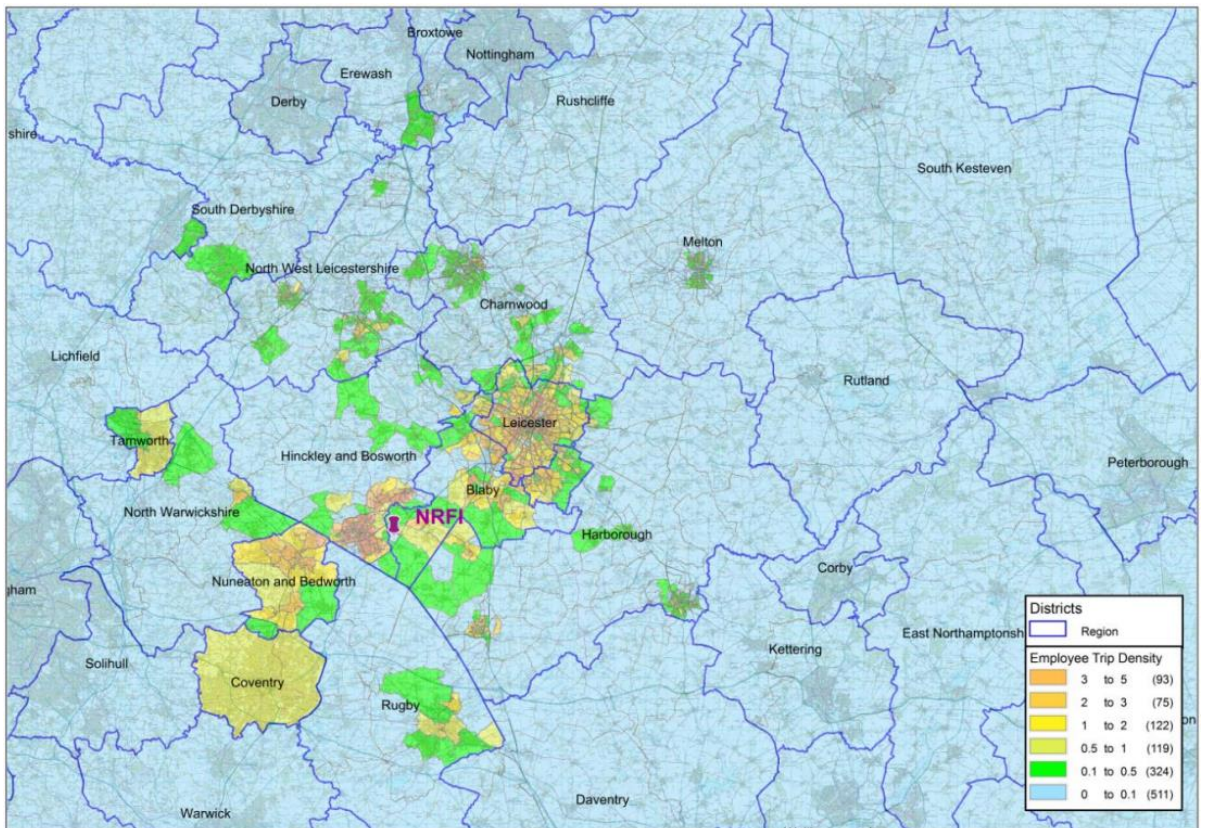 Broxtowe
Nottingham
Erewash
Derby
Rushcliffe
shire
South Kesteven
South Derbyshire
Melton
North West Leicestershire
Charnwood
Lichfield
Rutland
Leicester
Tamworth
Hinckley and Bosworth
Peterborough
Blaby
North Warwickshire
NRFI
Harborough
Corby
Nuneaton and Bedworth
gham
East Northamptonsh
Solihull
Kettering
Coventry
Rugby
on
Daventry
Warwick
Districts
Region
Employee Trip Density
3 to 5 (93)
2 to 3 (75)
1 to 2 (122)
0.5 to 1 (119)
0.1 to 0.5 (324)
0 to 0.1 (511)